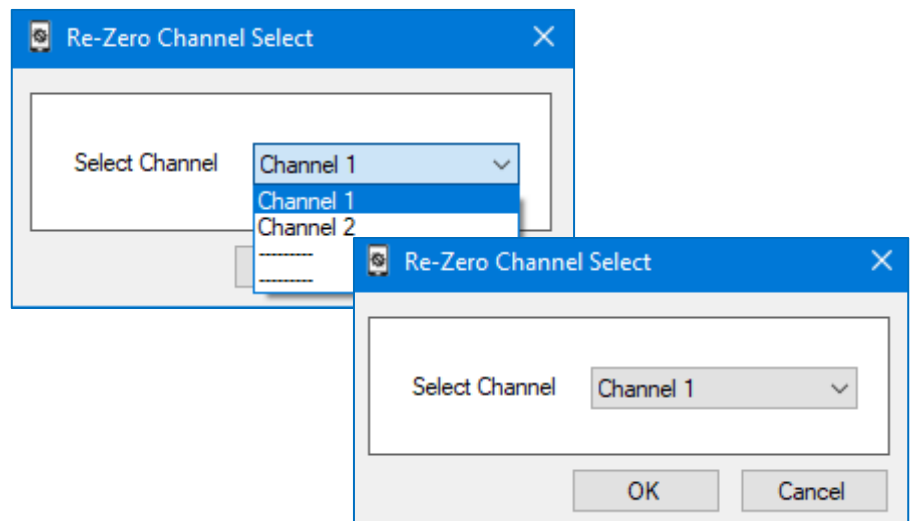 Re-Zero Channel Select
Select Channel Channel 1
Channel 1
Channel 2
---------
---------
Re-Zero Channel Select
Select Channel Channel 1
OK Cancel